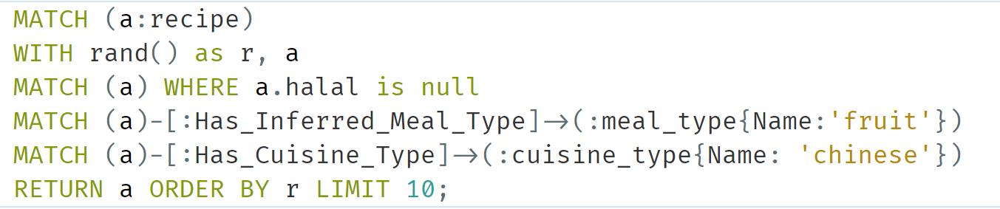 MATCH (a:recipe)
WITH rand() as r, a
MATCH (a) WHERE a.halal is null
MATCH (a)-[:Has_Inferred_Meal_Type]->(:meal_type{Name:'fruit'})
MATCH (a)-[:Has_Cuisine_Type]->(:cuisine_type{Name: 'chinese'})
RETURN a ORDER BY r LIMIT 10;